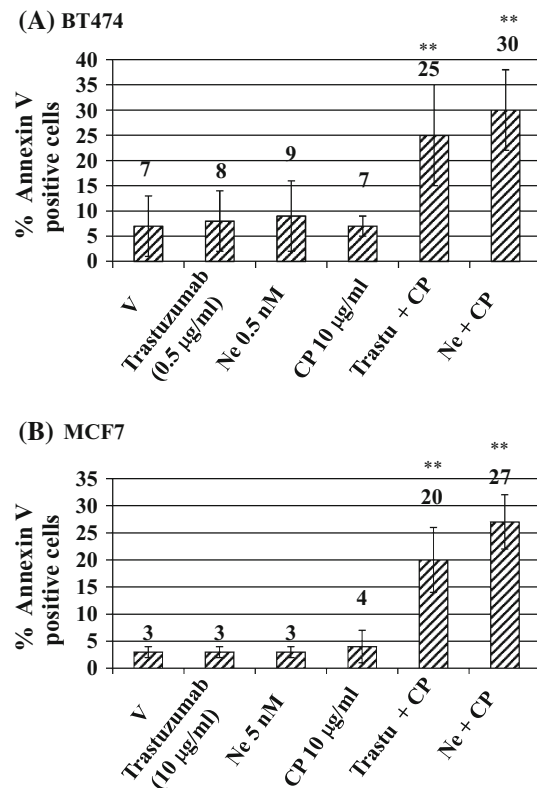 (A) BT474
% Annexin V
positive cells
40
35
30
25
20
15
10
5
0
7
8
9
7
**
25
**
30
V
Trastuzumab
(0.5 µg/ml)
Ne 0.5 nM
CP 10 µg/ml
Trastu + CP
Ne + CP
(B) MCF7
% Annexin V
positive cells
35
30
25
20
15
10
5
0
3
3
3
4
**
20
**
27
V
Trastuzumab
(10 µg/ml)
Ne 5 nM
CP 10 µg/ml
Trastu + CP
Ne + CP